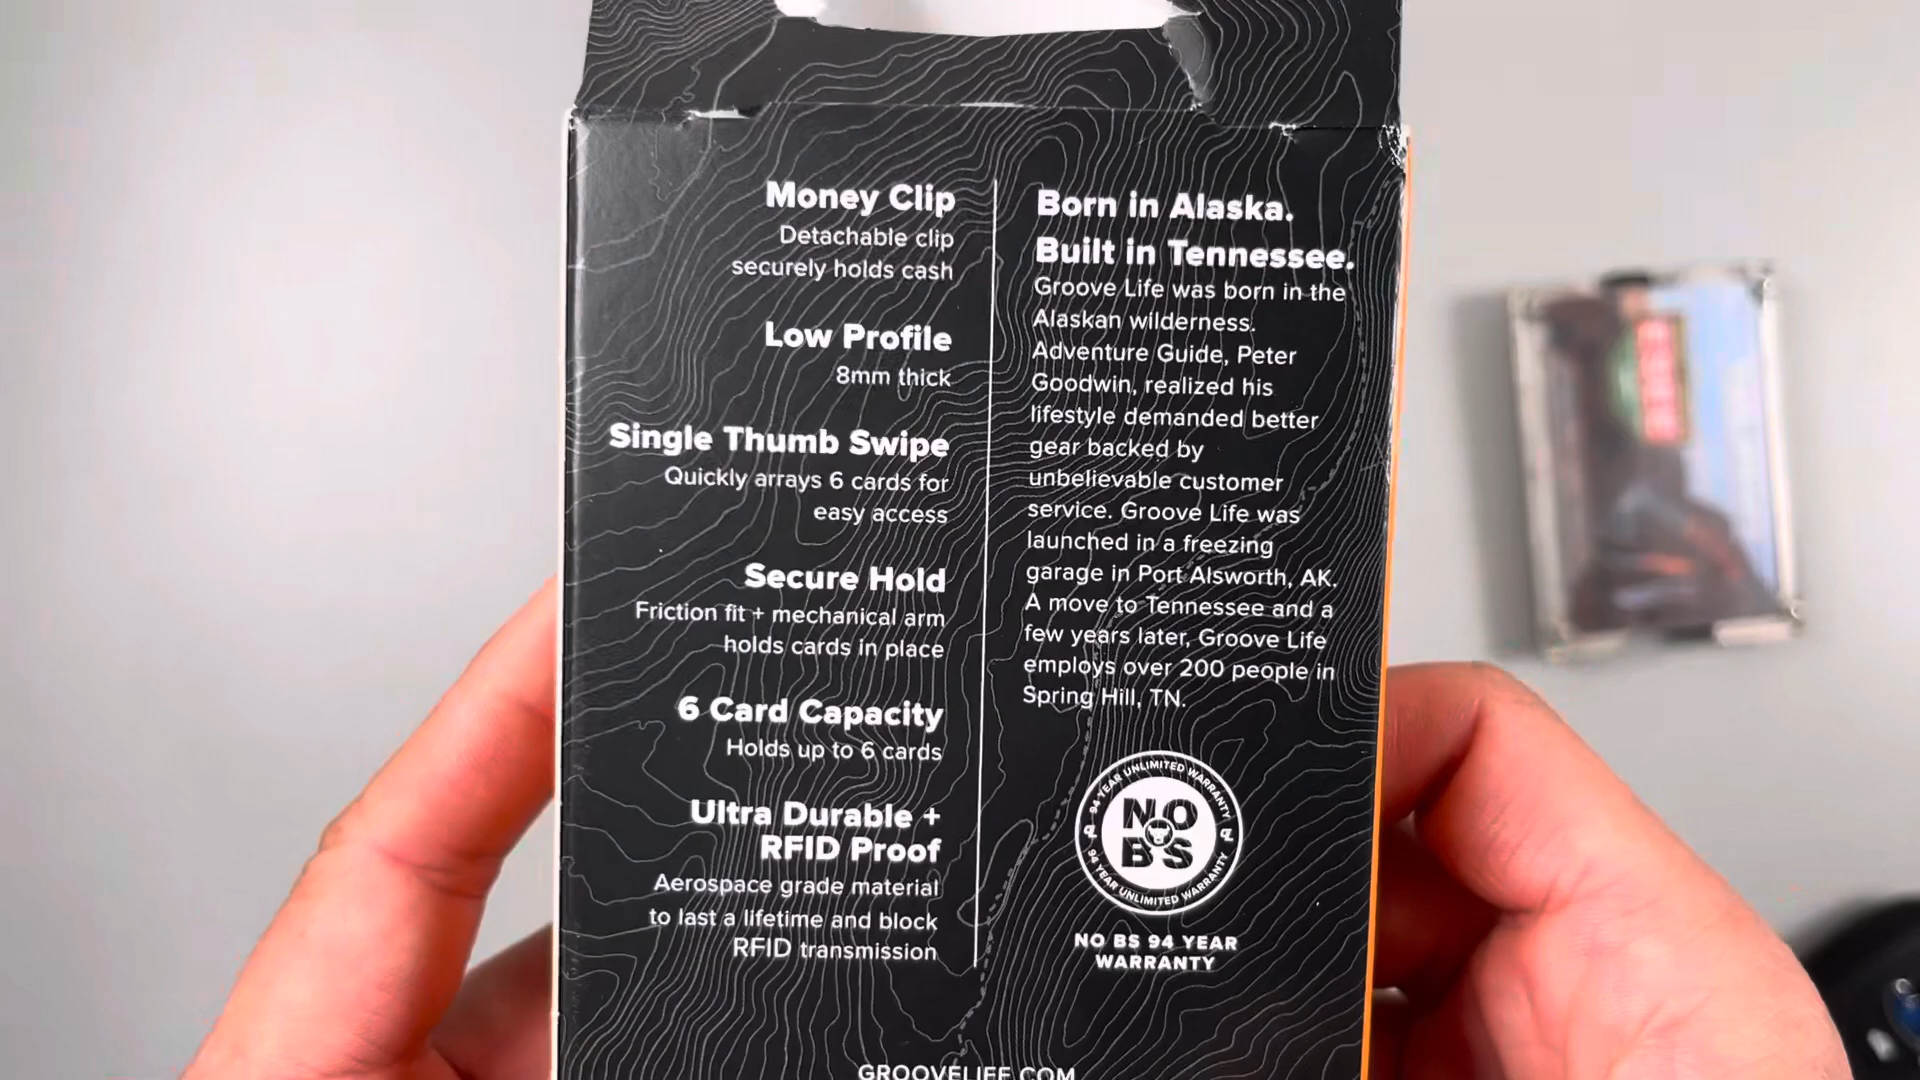 Money Clip
Detachable clip
securely holds cash
Low Profile
8mm thick
Single Thumb Swipe
Quickly arrays 6 cards for
easy access
Secure Hold
Friction fit + mechanical arm
holds cards in place
6 Card Capacity
Holds up to 6 cards
Ultra Durable +
RFID Proof
Aerospace grade material
to last a lifetime and block
RFID transmission
Born in Alaska.
Built in Tennessee.
Groove Life was born in the
Alaskan wilderness.
Adventure Guide, Peter
Goodwin, realized his
lifestyle demanded better
gear backed by
unbelievable customer
service. Groove Life was
launched in a freezing
garage in Port Alsworth, AK.
A move to Tennessee and a
few years later, Groove Life
employs over 200 people in
Spring Hill, TN.
94 YEAR UNLIMITED WARRANTY
NO
BS
94 YEAR UNLIMITED WARRANTY
NO BS 94 YEAR
WARRANTY
GROOVELIFE.COM